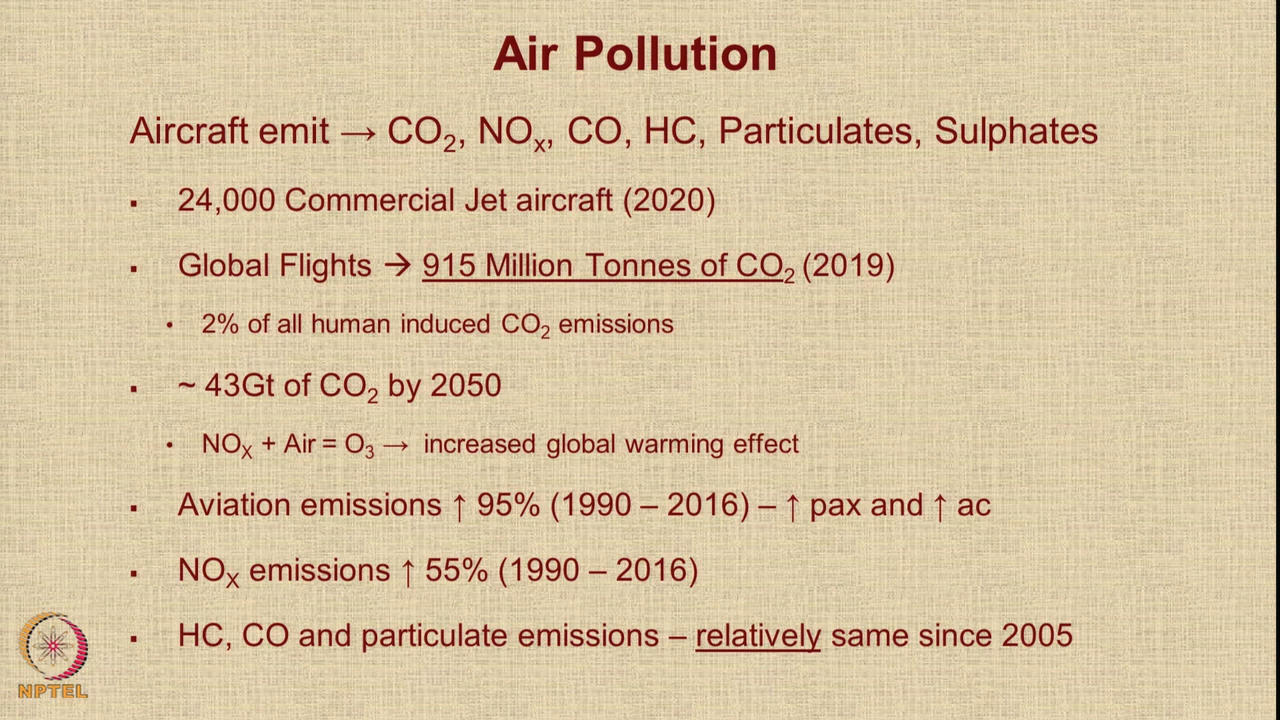 Air Pollution
Aircraft emit → CO₂, NOₓ, CO, HC, Particulates, Sulphates
▪ 24,000 Commercial Jet aircraft (2020)
▪ Global Flights → 915 Million Tonnes of CO₂ (2019)
• 2% of all human induced CO₂ emissions
▪ ~ 43Gt of CO₂ by 2050
• NOX + Air = O₃ → increased global warming effect
▪ Aviation emissions ↑ 95% (1990 – 2016) – ↑ pax and ↑ ac
▪ NOX emissions ↑ 55% (1990 – 2016)
▪ HC, CO and particulate emissions – relatively same since 2005
NPTEL